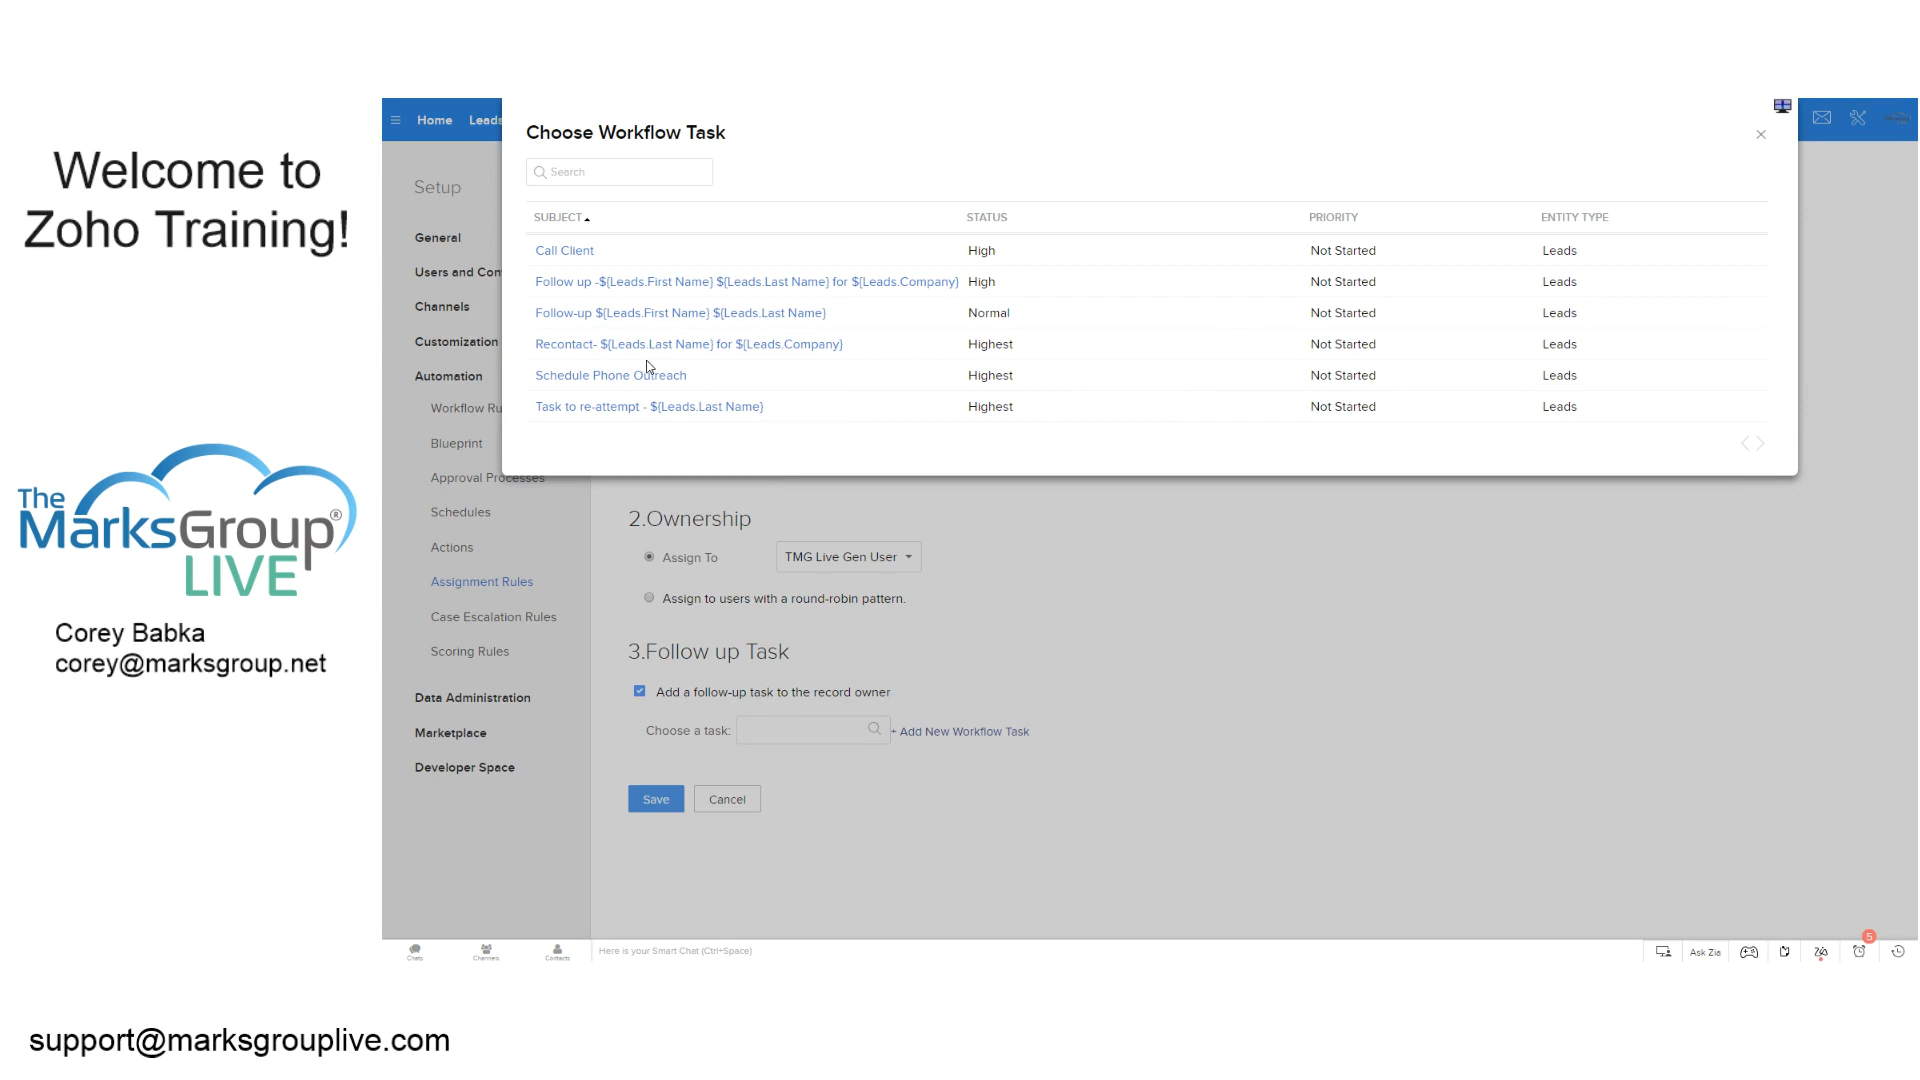 Welcome to
Zoho Training!
The
MarksGroup®
LIVE
Corey Babka
corey@marksgroup.net
support@marksgrouplive.com
Home Leads
Setup
General
Users and Con
Channels
Customization
Automation
Workflow Ru
Blueprint
Approval Processes
Schedules
Actions
Assignment Rules
Case Escalation Rules
Scoring Rules
Data Administration
Marketplace
Developer Space
Choose Workflow Task
Search
SUBJECT STATUS PRIORITY ENTITY TYPE
Call Client High Not Started Leads
Follow up -${Leads.First Name} ${Leads.Last Name} for ${Leads.Company} High Not Started Leads
Follow-up ${Leads.First Name} ${Leads.Last Name} Normal Not Started Leads
Recontact- ${Leads.Last Name} for ${Leads.Company} Highest Not Started Leads
Schedule Phone Outreach Highest Not Started Leads
Task to re-attempt - ${Leads.Last Name} Highest Not Started Leads
2.Ownership
Assign To TMG Live Gen User
Assign to users with a round-robin pattern.
3.Follow up Task
Add a follow-up task to the record owner
Choose a task: + Add New Workflow Task
Save Cancel
Chats Channels Contacts Here is your Smart Chat (Ctrl+Space) Ask Zia 5